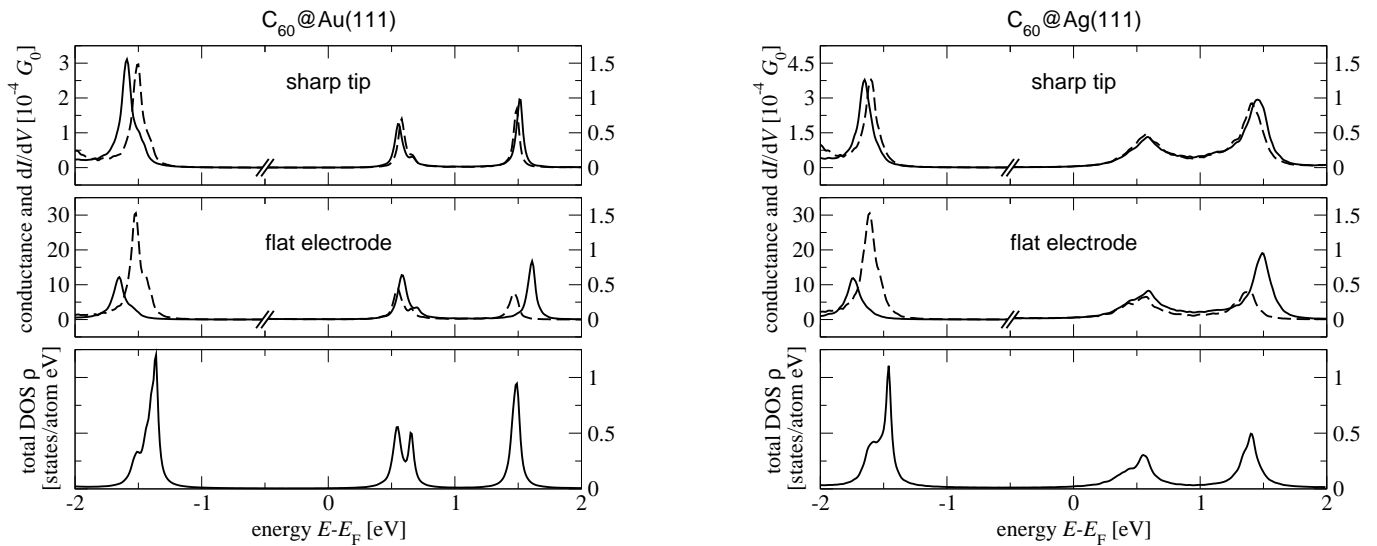 C60@Au(111)
conductance and dI/dV [10-4 G0]
3
2
1
0
sharp tip
1.5
1
0.5
0
30
20
10
0
flat electrode
1.5
1
0.5
0
total DOS ρ
[states/atom eV]
1
0.5
0
-2 -1 0 1 2
energy E-EF [eV]
C60@Ag(111)
conductance and dI/dV [10-4 G0]
4.5
3
1.5
0
sharp tip
1.5
1
0.5
0
30
20
10
0
flat electrode
1.5
1
0.5
0
total DOS ρ
[states/atom eV]
1
0.5
0
-2 -1 0 1 2
energy E-EF [eV]